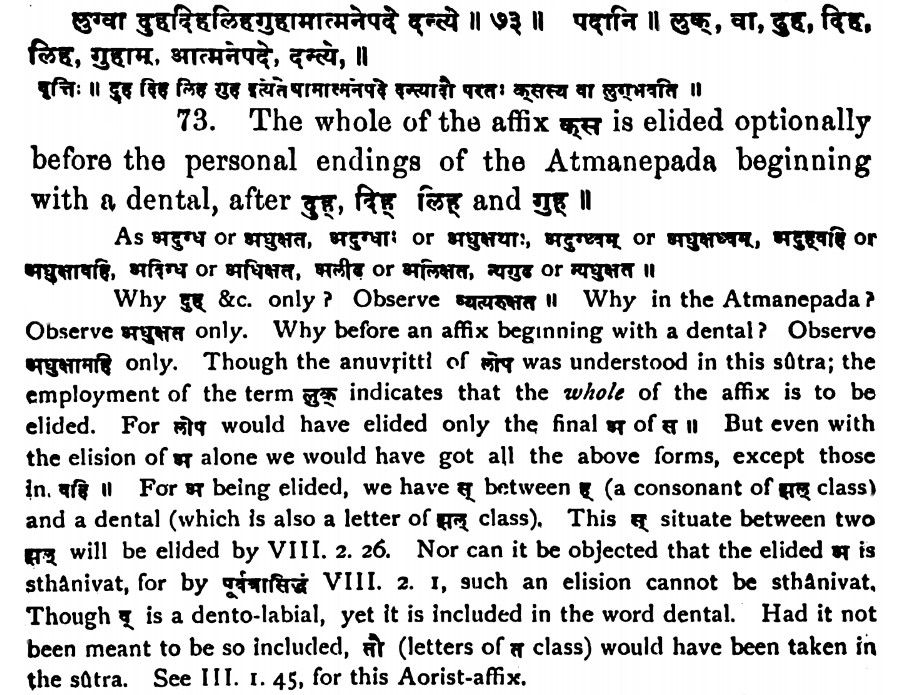 लुग्वा दुहदिहलिहगुहामात्मनेपदे दन्त्ये ॥ ७३ ॥ पदानि ॥ लुक्, वा, दुह, दिह,
लिह, गुहाम्, आत्मनेपदे, दन्त्ये, ॥
वृत्तिः ॥ दुह दिह लिह गुह इत्येतेषामात्मनेपदे दन्त्यादौ परतः क्सस्य वा लुग्भवति ॥
73. The whole of the affix क्स is elided optionally
before the personal endings of the Atmanepada beginning
with a dental, after दुह्, दिह् लिह् and गुह् ॥
As अदुग्ध or अधुक्षत, अदुग्धाः or अधुक्षथाः, अदुग्ध्वम् or अधुक्षध्वम्, अदुह्वहि or
अधुक्षावहि, अदिग्ध or अधिक्षत, अलीढ or अलिक्षत, न्यगुढ or न्यघुक्षत ॥
Why दुह &c. only? Observe व्यत्यरुक्षत ॥ Why in the Atmanepada?
Observe अधुक्षत only. Why before an affix beginning with a dental? Observe
अधुक्षामहि only. Though the anuvṛitti of लोप was understood in this sûtra; the
employment of the term लुक् indicates that the whole of the affix is to be
elided. For लोप would have elided only the final अ of स ॥ But even with
the elision of अ alone we would have got all the above forms, except those
in. वहि ॥ For अ being elided, we have स् between ह् (a consonant of झल् class)
and a dental (which is also a letter of झल् class). This स् situate between two
झल् will be elided by VIII. 2. 26. Nor can it be objected that the elided अ is
sthânivat, for by पूर्वत्रासिद्धं VIII. 2. 1, such an elision cannot be sthânivat.
Though व् is a dento-labial, yet it is included in the word dental. Had it not
been meant to be so included, तौ (letters of त class) would have been taken in
the sûtra. See III. 1. 45, for this Aorist-affix.